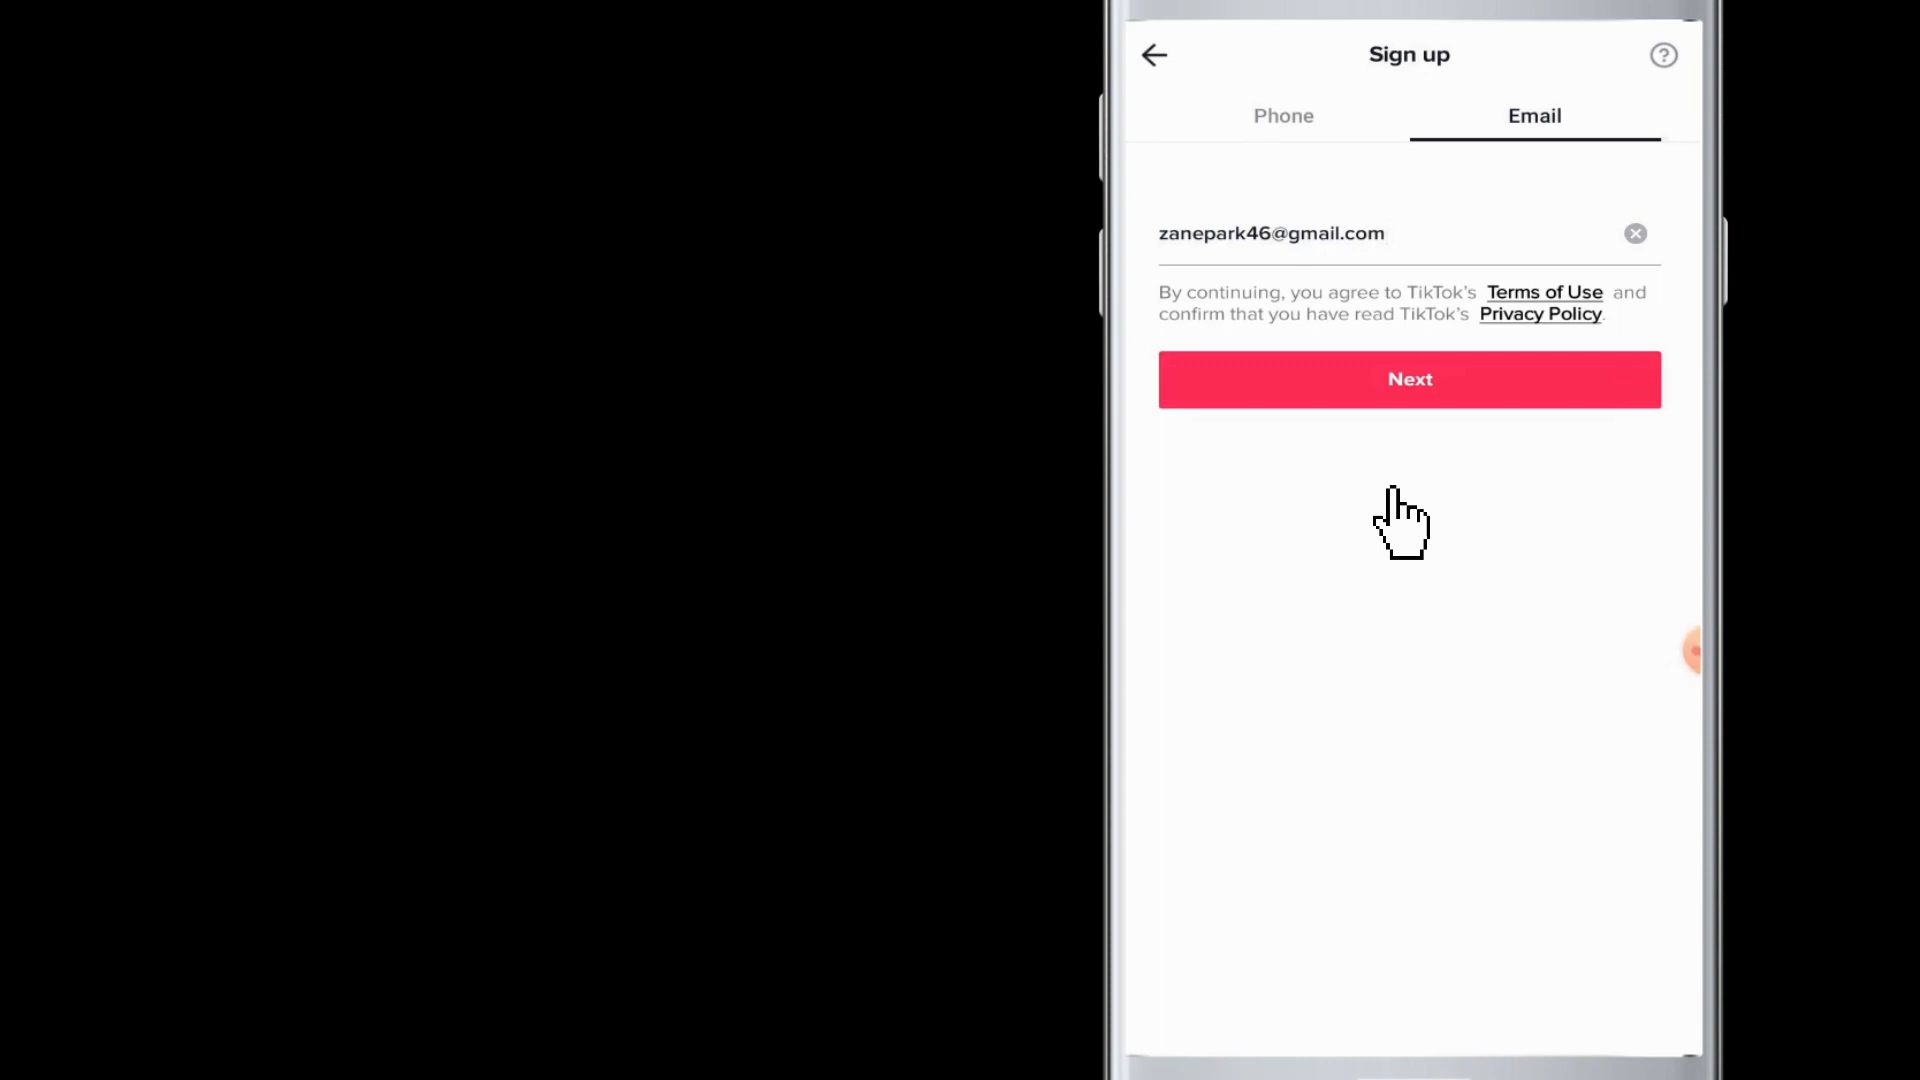 Sign up
Phone Email
zanepark46@gmail.com
By continuing, you agree to TikTok's Terms of Use and
confirm that you have read TikTok's Privacy Policy.
Next